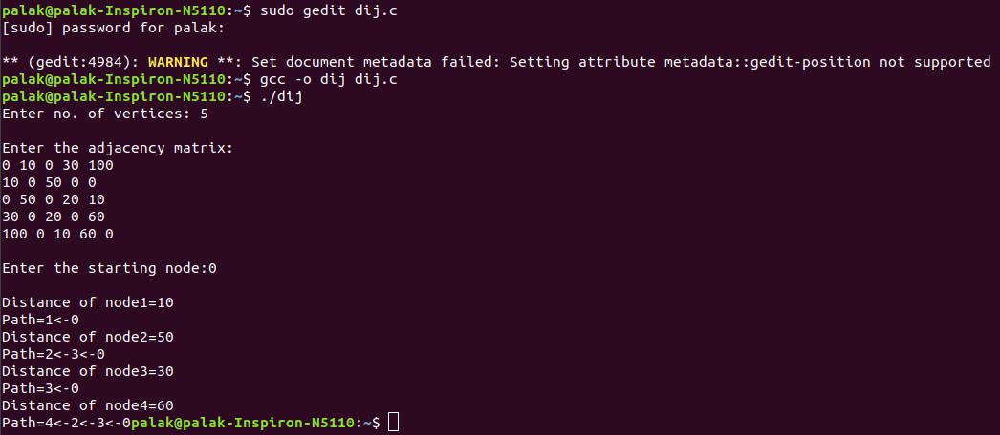 palak@palak-Inspiron-N5110:~$ sudo gedit dij.c
[sudo] password for palak:
** (gedit:4984): WARNING **: Set document metadata failed: Setting attribute metadata::gedit-position not supported
palak@palak-Inspiron-N5110:~$ gcc -o dij dij.c
palak@palak-Inspiron-N5110:~$ ./dij
Enter no. of vertices: 5
Enter the adjacency matrix:
0 10 0 30 100
10 0 50 0 0
0 50 0 20 10
30 0 20 0 60
100 0 10 60 0
Enter the starting node:0
Distance of node1=10
Path=1<-0
Distance of node2=50
Path=2<-3<-0
Distance of node3=30
Path=3<-0
Distance of node4=60
Path=4<-2<-3<-0palak@palak-Inspiron-N5110:~$